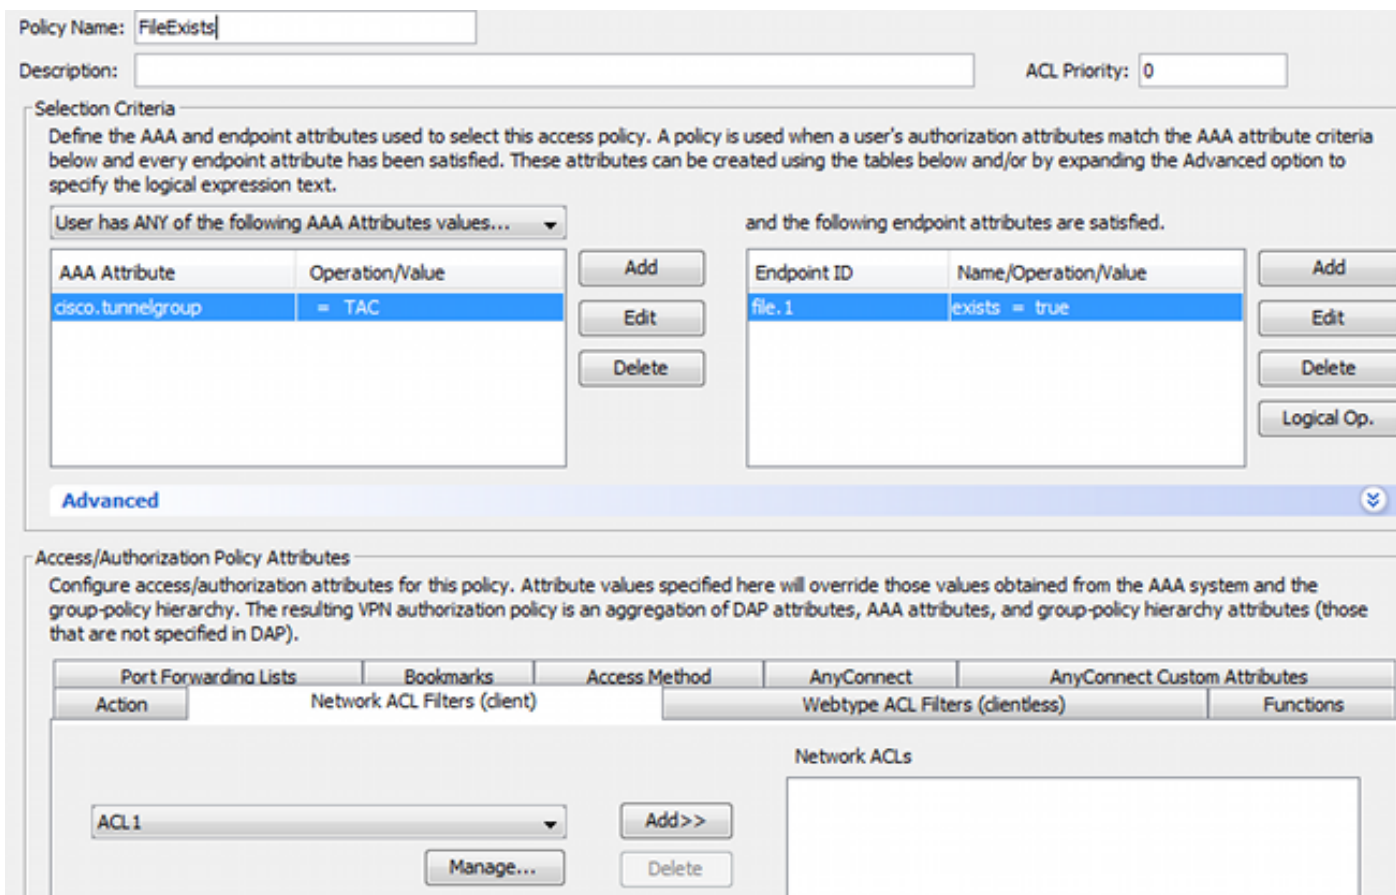 Policy Name: FileExists
Description: ACL Priority: 0
Selection Criteria
Define the AAA and endpoint attributes used to select this access policy. A policy is used when a user's authorization attributes match the AAA attribute criteria
below and every endpoint attribute has been satisfied. These attributes can be created using the tables below and/or by expanding the Advanced option to
specify the logical expression text.
User has ANY of the following AAA Attributes values... and the following endpoint attributes are satisfied.
AAA Attribute Operation/Value Add Endpoint ID Name/Operation/Value Add
cisco.tunnelgroup = TAC Edit file.1 exists = true Edit
Delete Delete
Logical Op.
Advanced
Access/Authorization Policy Attributes
Configure access/authorization attributes for this policy. Attribute values specified here will override those values obtained from the AAA system and the
group-policy hierarchy. The resulting VPN authorization policy is an aggregation of DAP attributes, AAA attributes, and group-policy hierarchy attributes (those
that are not specified in DAP).
Port Forwarding Lists Bookmarks Access Method AnyConnect AnyConnect Custom Attributes
Action Network ACL Filters (client) Webtype ACL Filters (clientless) Functions
Network ACLs
ACL1 Add>>
Manage... Delete